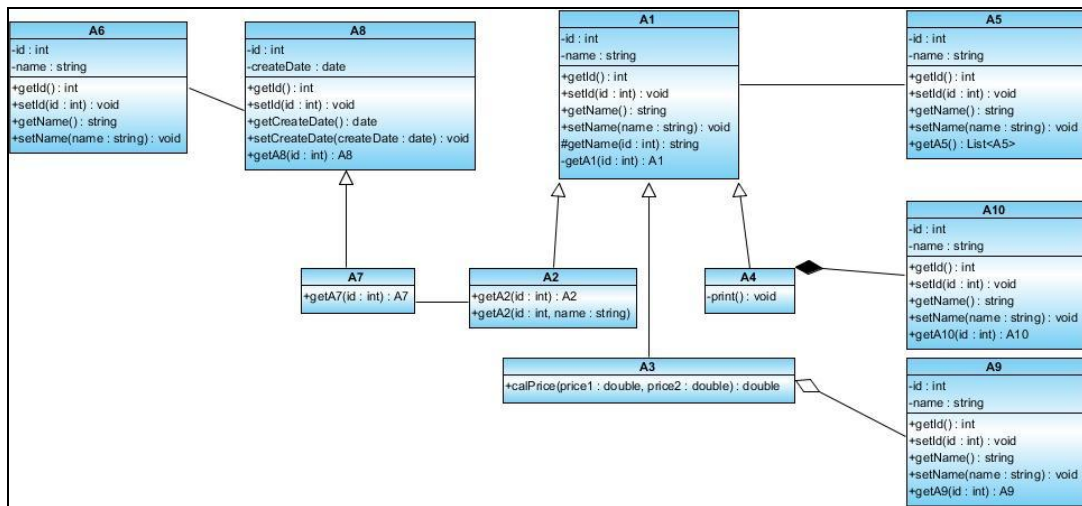 A6
-id : int
-name : string
+getId() : int
+setId(id : int) : void
+getName() : string
+setName(name : string) : void
A8
-id : int
-createDate : date
+getId() : int
+setId(id : int) : void
+getCreateDate() : date
+setCreateDate(createDate : date) : void
+getA8(id : int) : A8
A1
-id : int
-name : string
+getId() : int
+setId(id : int) : void
+getName() : string
+setName(name : string) : void
#getName(id : int) : string
-getA1(id : int) : A1
A5
-id : int
-name : string
+getId() : int
+setId(id : int) : void
+getName() : string
+setName(name : string) : void
+getA5() : List<A5>
A7
+getA7(id : int) : A7
A2
+getA2(id : int) : A2
+getA2(id : int, name : string)
A4
-print() : void
A10
-id : int
-name : string
+getId() : int
+setId(id : int) : void
+getName() : string
+setName(name : string) : void
+getA10(id : int) : A10
A3
+calPrice(price1 : double, price2 : double) : double
A9
-id : int
-name : string
+getId() : int
+setId(id : int) : void
+getName() : string
+setName(name : string) : void
+getA9(id : int) : A9